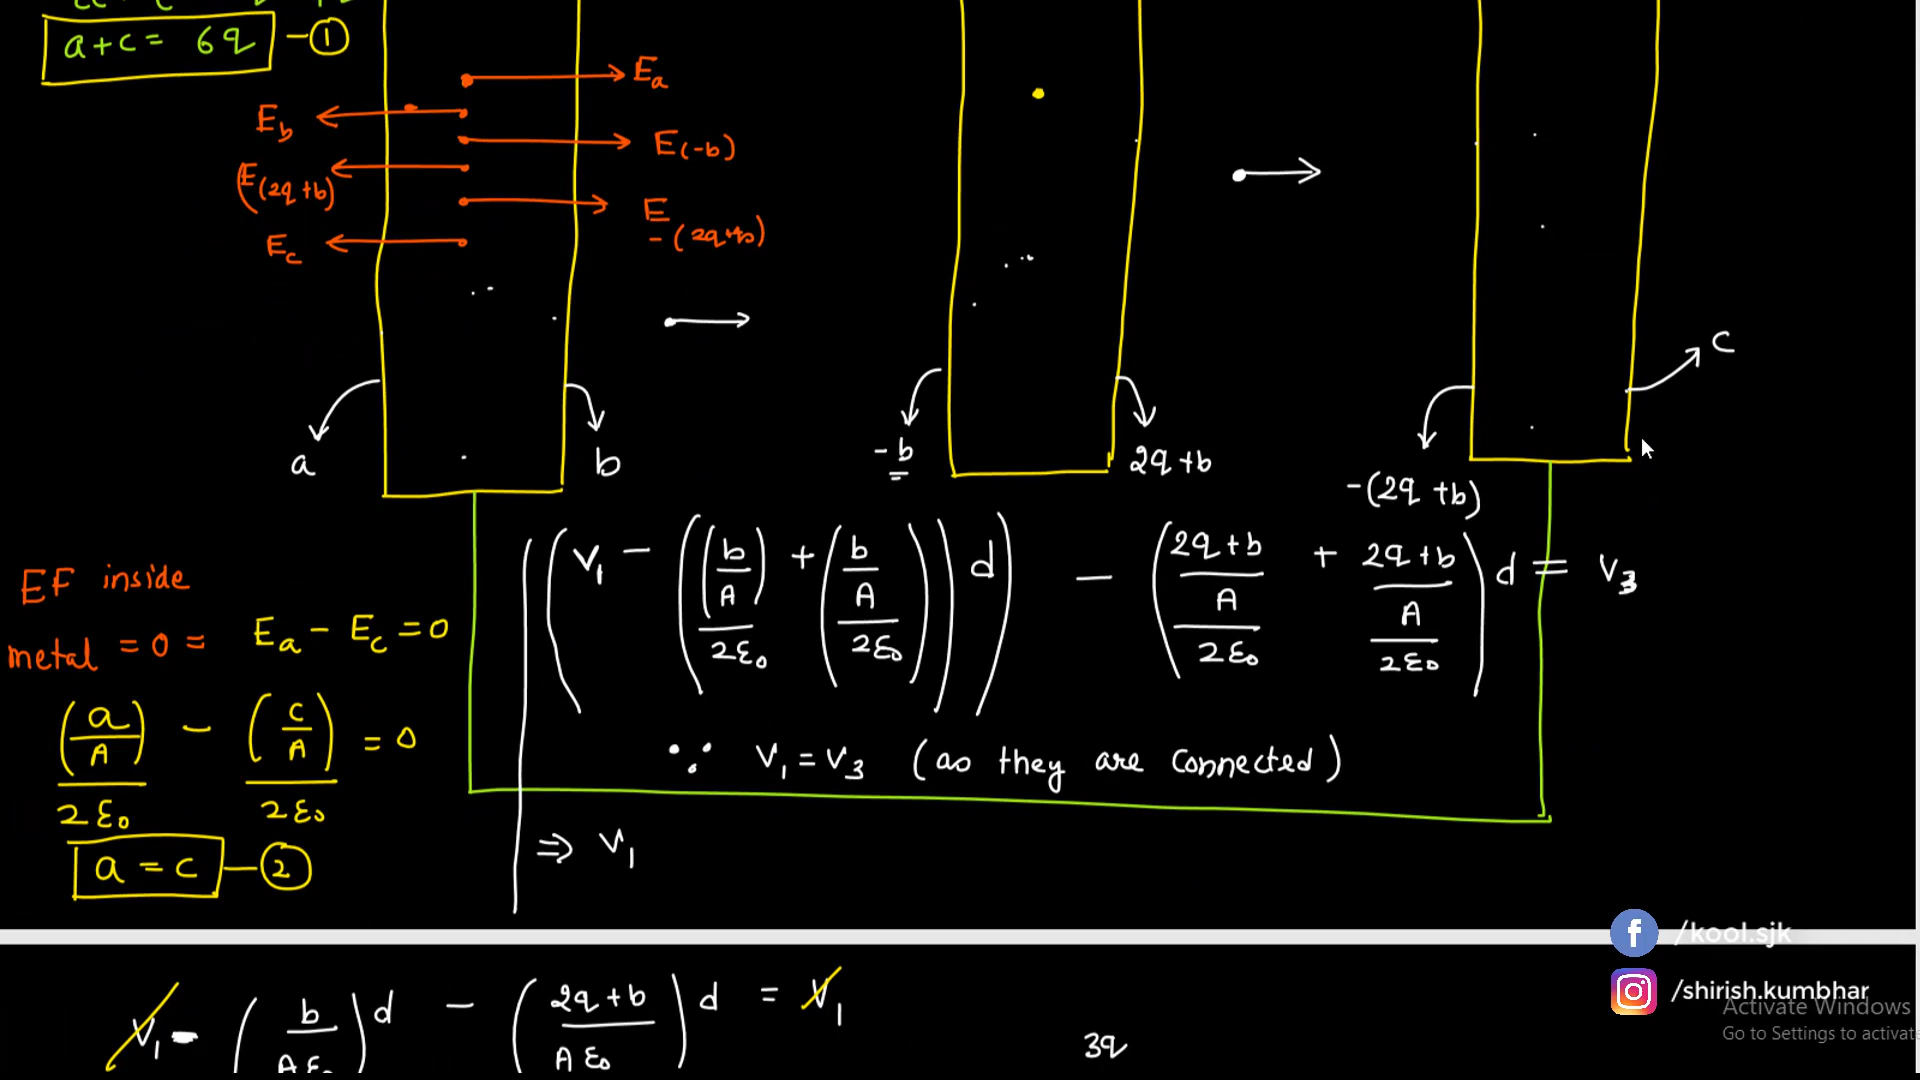 a+c= 6q —①
Ea
Eb
E(-b)
E(2q+b)
E
-(2q+b)
Ec
c
a
b
-b
2q+b
-(2q+b)
EF inside
metal = 0 = Ea - Ec = 0
(a/A)/2ε₀ - (c/A)/2ε₀ = 0
a = c —②
((V₁ - ((b/A)/2ε₀ + (b/A)/2ε₀)) d) - ((2q+b)/A/2ε₀ + (2q+b)/A/2ε₀) d = V₃
∵ V₁ = V₃ (as they are connected)
⇒ V₁
/kool.sjk
/shirish.kumbhar
Activate Windows
Go to Settings to activat
V₁ - (b/Aε₀) d - ((2q+b)/Aε₀) d = V₁
3q